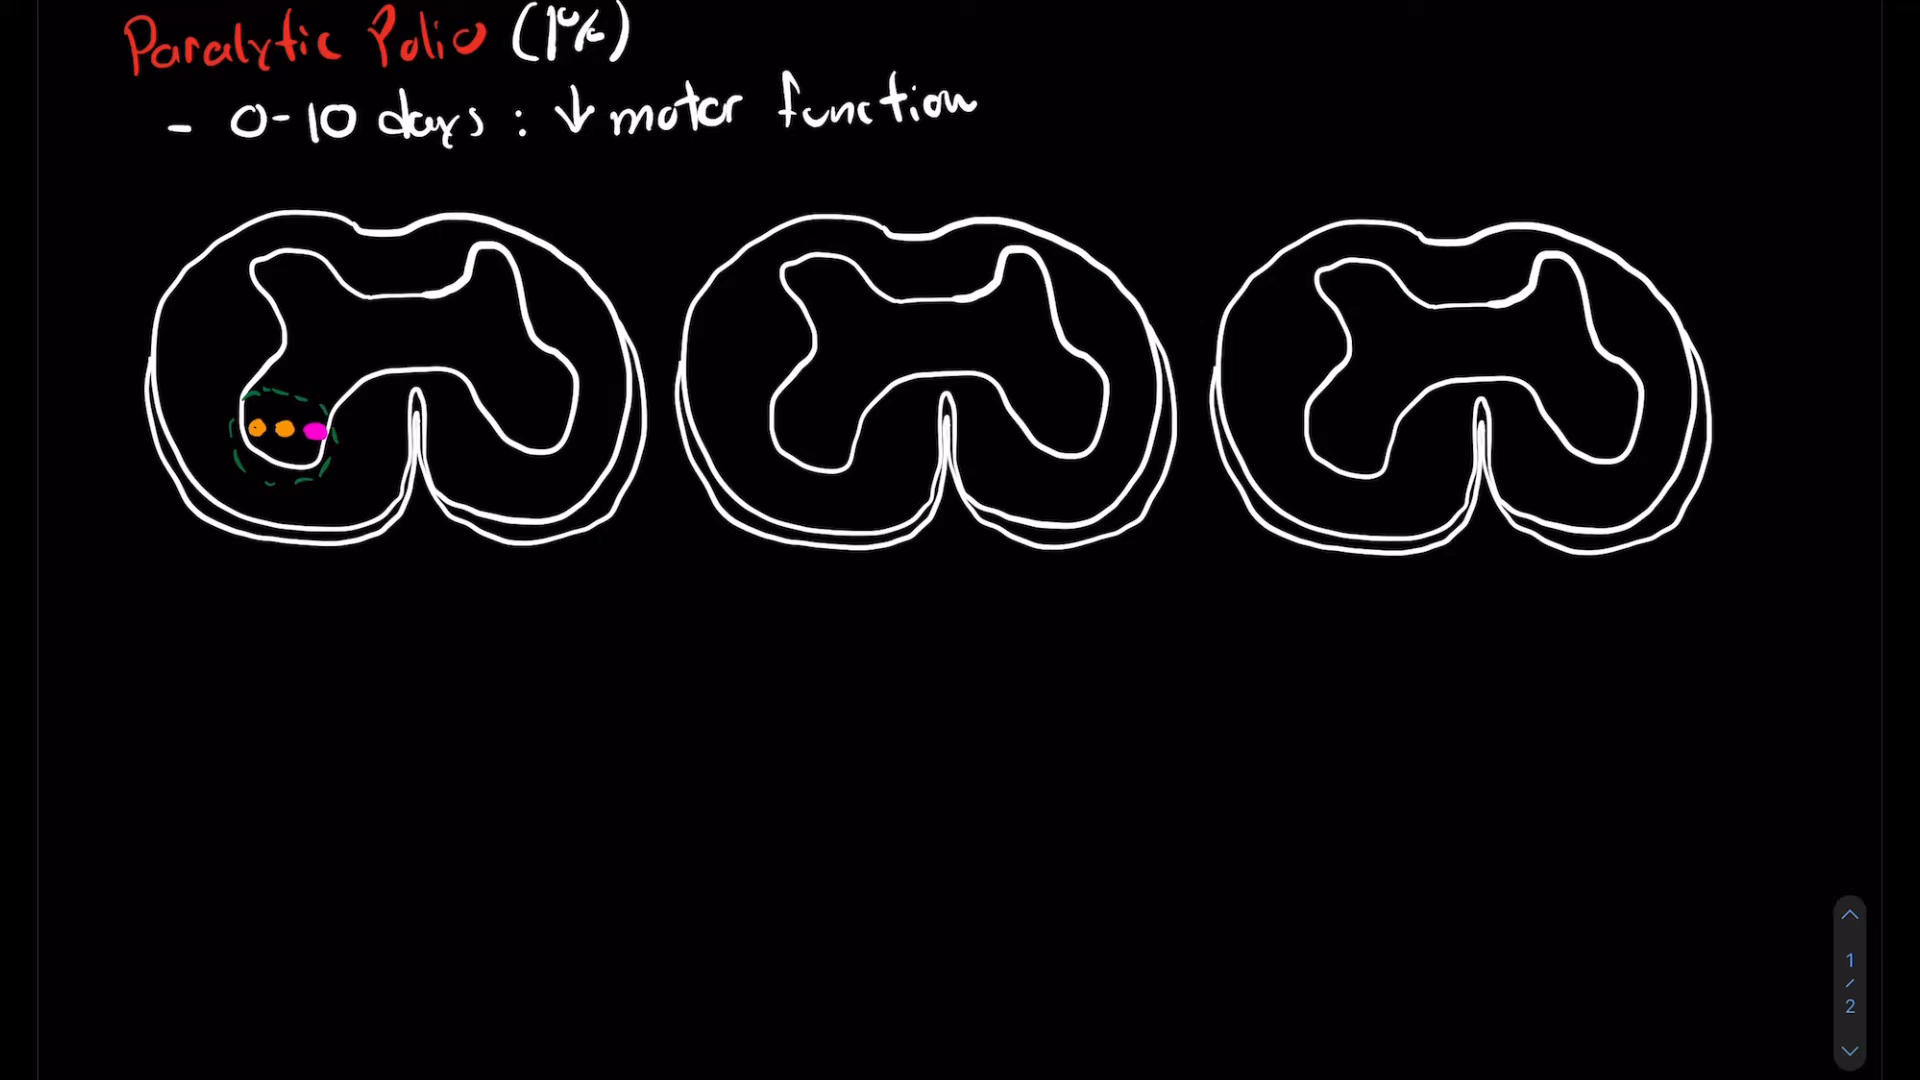 Paralytic Polio (1%)
- 0-10 days : ↓ motor function
1
/
2